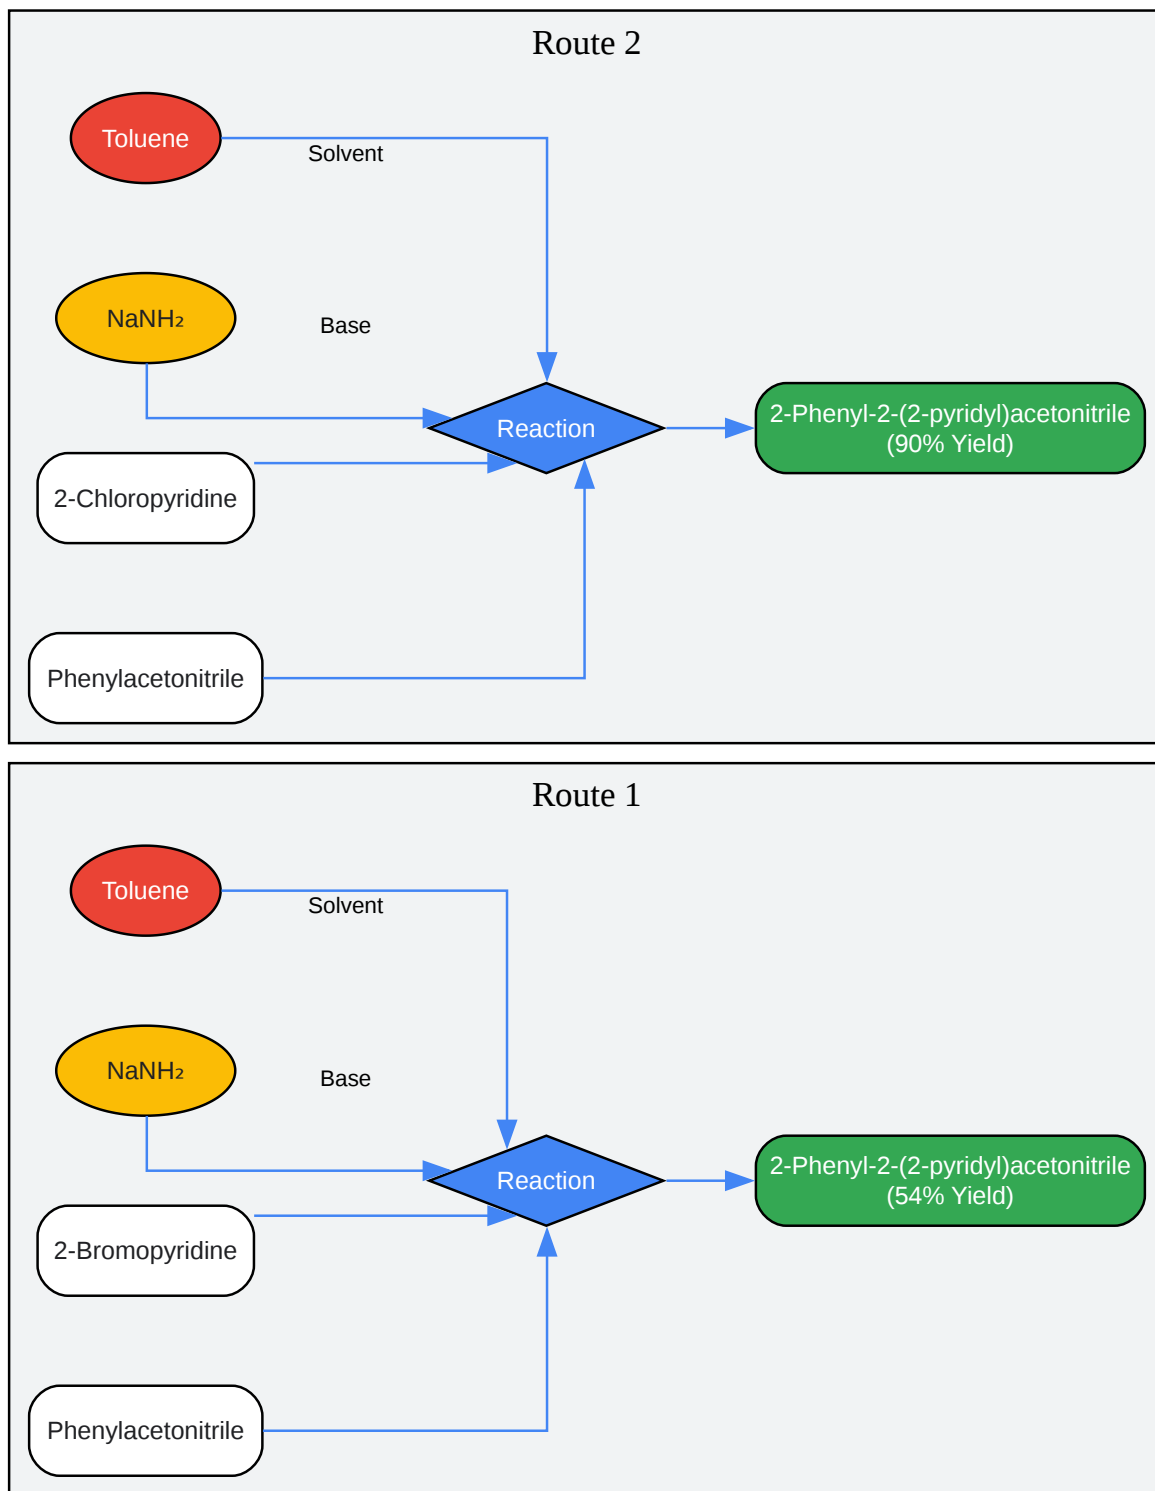 Route 2
Toluene
Solvent
NaNH₂
Base
Reaction
2-Phenyl-2-(2-pyridyl)acetonitrile
(90% Yield)
2-Chloropyridine
Phenylacetonitrile
Route 1
Toluene
Solvent
NaNH₂
Base
Reaction
2-Phenyl-2-(2-pyridyl)acetonitrile
(54% Yield)
2-Bromopyridine
Phenylacetonitrile